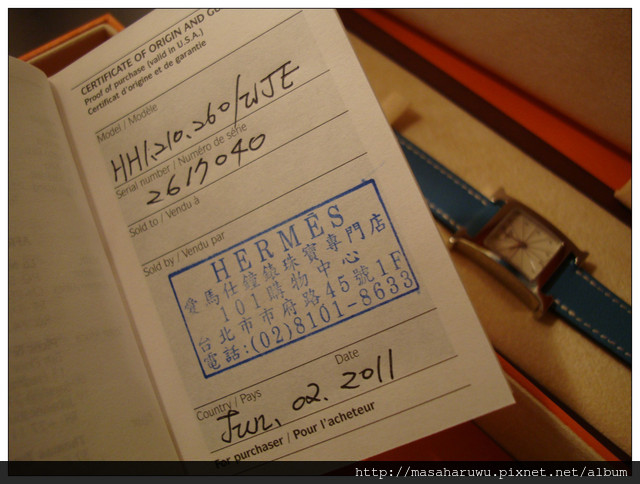 CERTIFICATE OF ORIGIN AND GU
Proof of purchase (valid in U.S.A.)
Certificat d'origine et de garantie
Model / Modèle
HH1.210.260/WJE
Serial number / Numéro de série
2617040
Sold to / Vendu à
Sold by / Vendu par
HERMÈS
愛馬仕鐘錶珠寶專門店
101購物中心
台北市市府路45號1F
電話:(02)8101-8633
Date
Country / Pays
Jun, 02. 2011
For purchaser / Pour l'acheteur
http://masaharuwu.pixnet.net/album